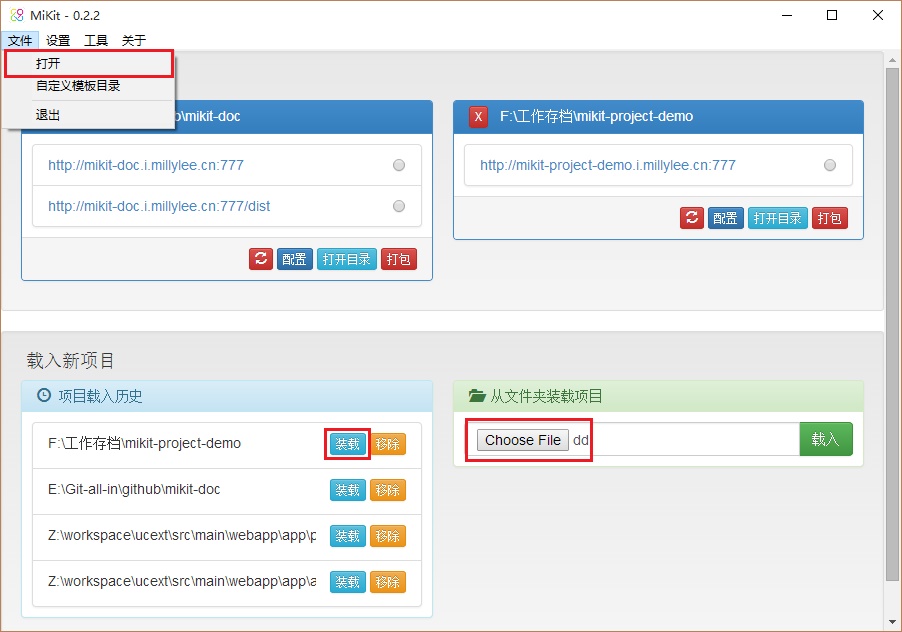 MiKit - 0.2.2
文件 设置 工具 关于
打开
自定义模板目录
退出
\mikit-doc
http://mikit-doc.i.millylee.cn:777
http://mikit-doc.i.millylee.cn:777/dist
配置 打开目录 打包
X F:\工作存档\mikit-project-demo
http://mikit-project-demo.i.millylee.cn:777
配置 打开目录 打包
载入新项目
项目载入历史
F:\工作存档\mikit-project-demo 装载 移除
E:\Git-all-in\github\mikit-doc 装载 移除
Z:\workspace\ucext\src\main\webapp\app\p 装载 移除
Z:\workspace\ucext\src\main\webapp\app\a 装载 移除
从文件夹装载项目
Choose File dd 载入